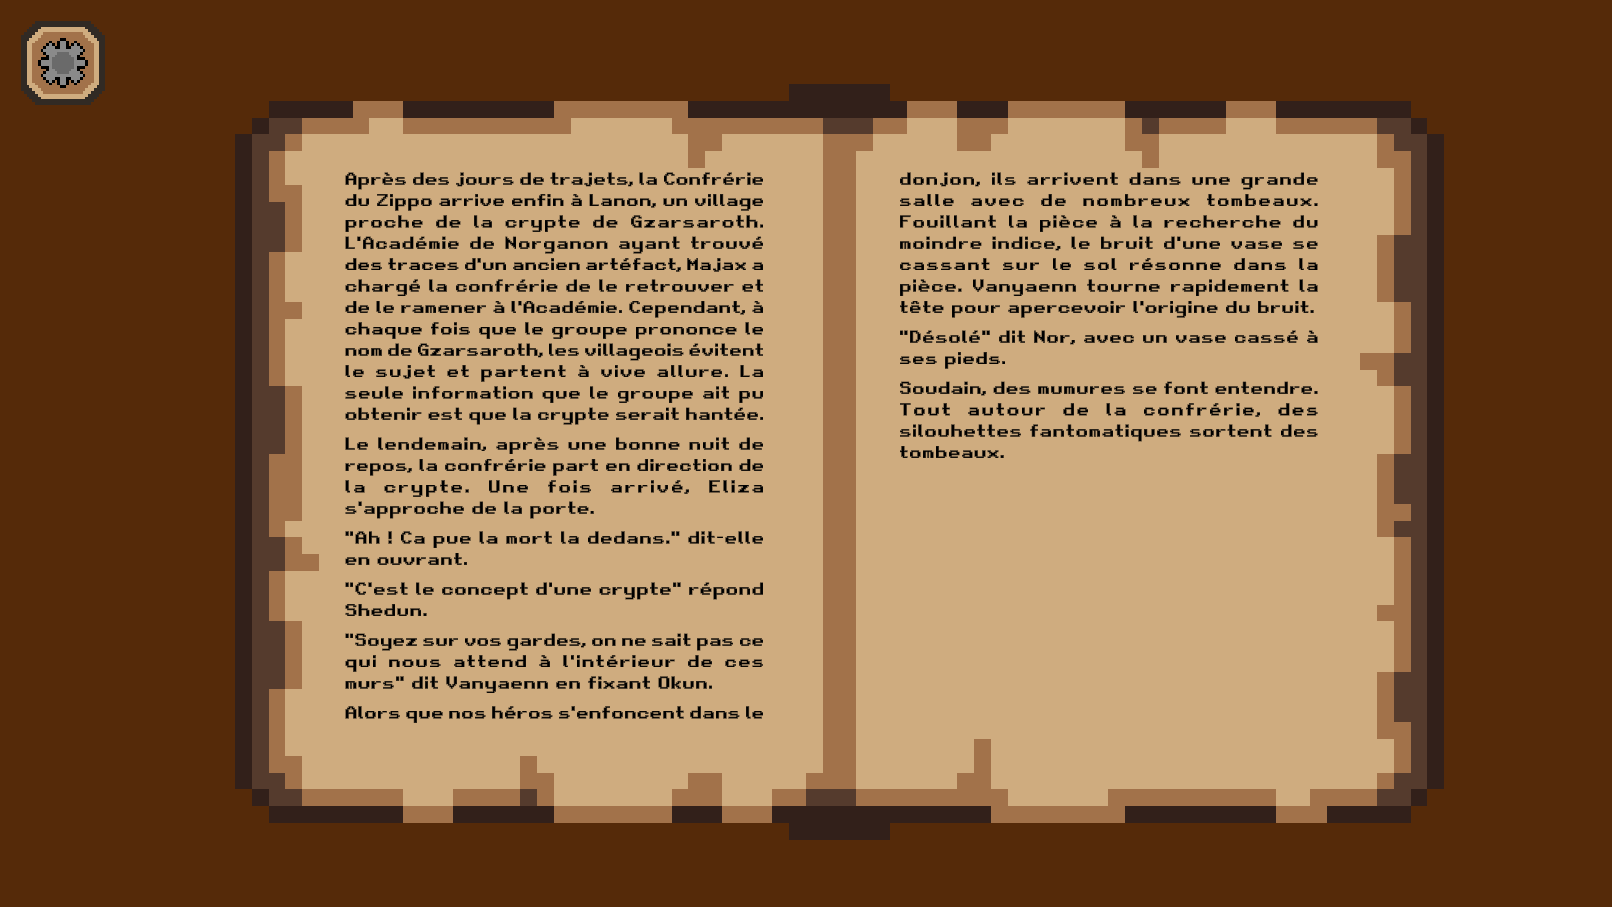 Après des jours de trajets, la Confrérie
du Zippo arrive enfin à Lanon, un village
proche de la crypte de Gzarsaroth.
L'Académie de Norganon ayant trouvé
des traces d'un ancien artéfact, Majax a
chargé la confrérie de le retrouver et
de le ramener à l'Académie. Cependant, à
chaque fois que le groupe prononce le
nom de Gzarsaroth, les villageois évitent
le sujet et partent à vive allure. La
seule information que le groupe ait pu
obtenir est que la crypte serait hantée.
Le lendemain, après une bonne nuit de
repos, la confrérie part en direction de
la crypte. Une fois arrivé, Eliza
s'approche de la porte.
"Ah ! Ca pue la mort la dedans." dit-elle
en ouvrant.
"C'est le concept d'une crypte" répond
Shedun.
"Soyez sur vos gardes, on ne sait pas ce
qui nous attend à l'intérieur de ces
murs" dit Vanyaenn en fixant Okun.
Alors que nos héros s'enfoncent dans le
donjon, ils arrivent dans une grande
salle avec de nombreux tombeaux.
Fouillant la pièce à la recherche du
moindre indice, le bruit d'une vase se
cassant sur le sol résonne dans la
pièce. Vanyaenn tourne rapidement la
tête pour apercevoir l'origine du bruit.
"Désolé" dit Nor, avec un vase cassé à
ses pieds.
Soudain, des mumures se font entendre.
Tout autour de la confrérie, des
silouhettes fantomatiques sortent des
tombeaux.